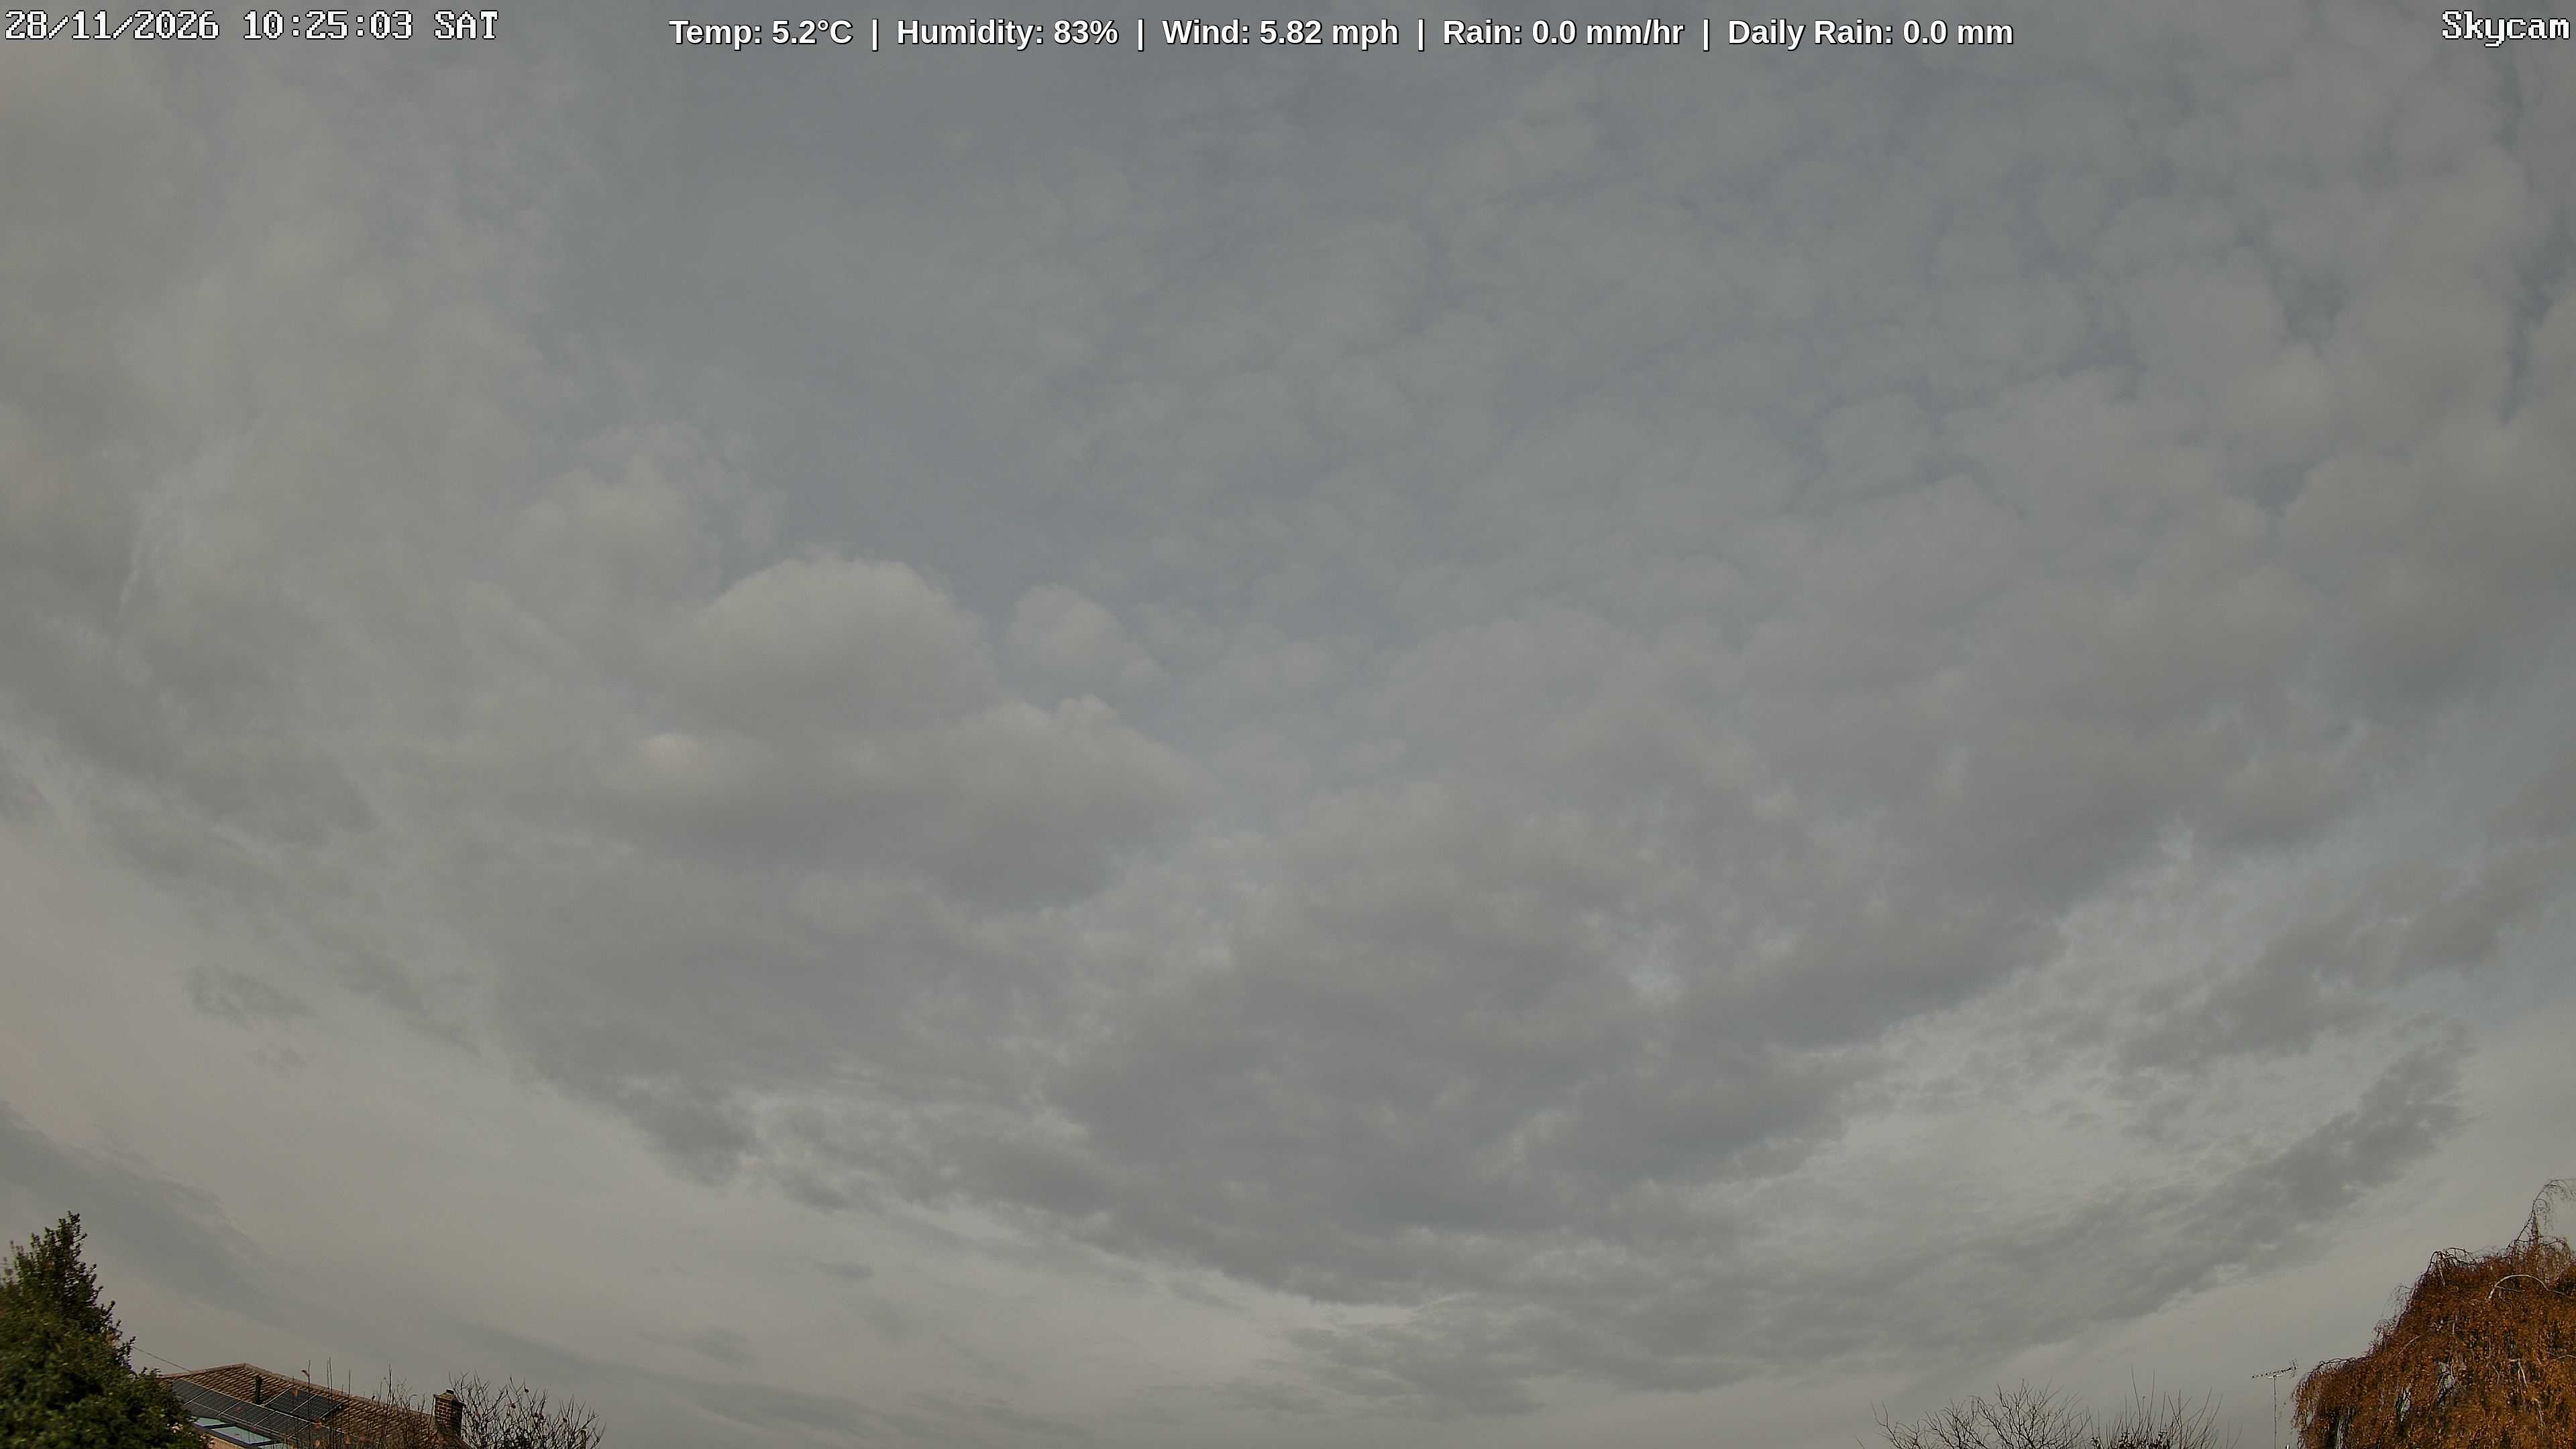 28/11/2026 10:25:03 SAT
Temp: 5.2°C | Humidity: 83% | Wind: 5.82 mph | Rain: 0.0 mm/hr | Daily Rain: 0.0 mm
Skycam